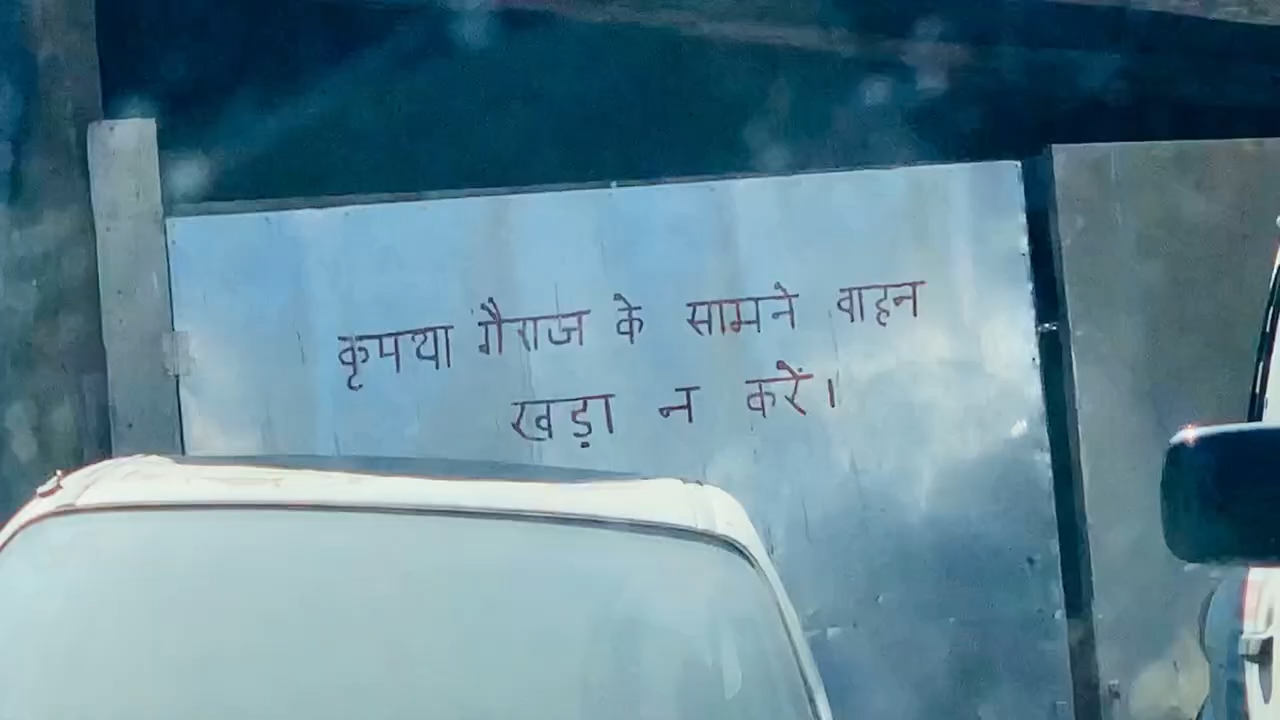 कृपया गैराज के सामने वाहन
खड़ा न करें।